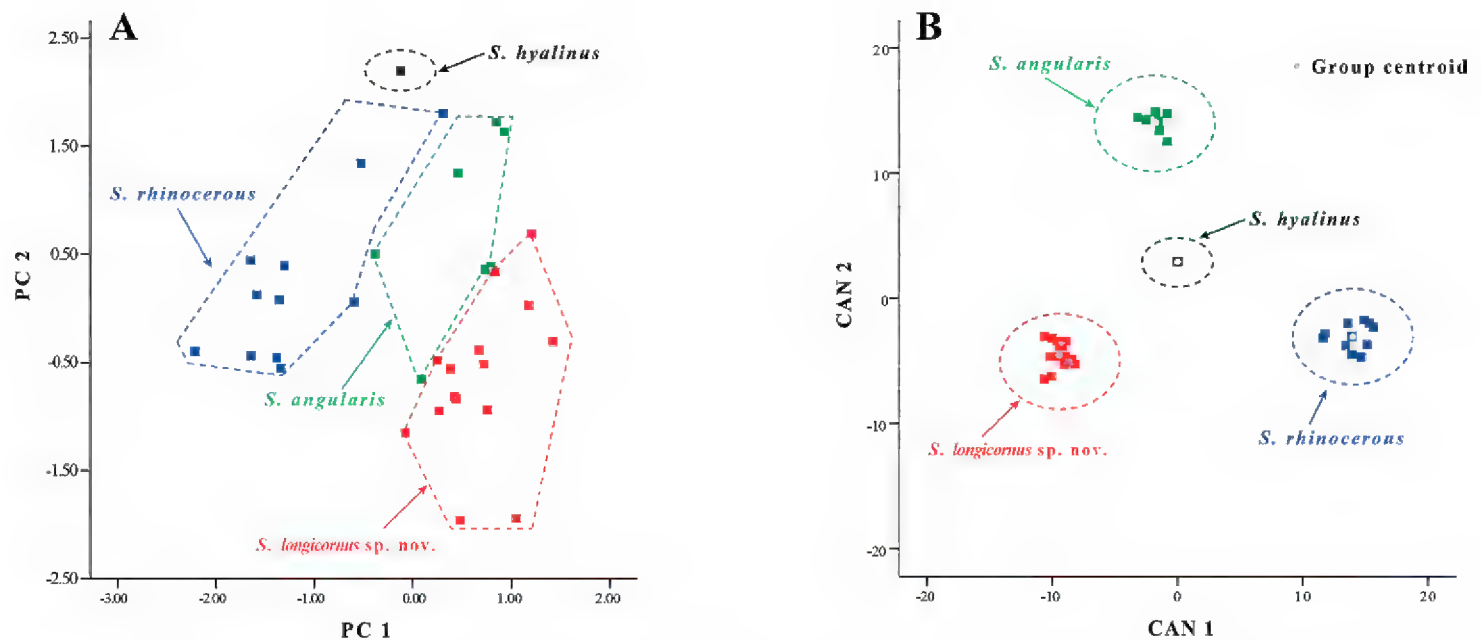 A
S. hyalinus
S. rhinocerous
S. angularis
S. longicornus sp. nov.
2.50
1.50
0.50
-0.50
-1.50
-2.50
PC 2
-3.00 -2.00 -1.00 0.00 1.00 2.00
PC 1
B
Group centroid
S. angularis
S. hyalinus
S. longicornus sp. nov.
S. rhinocerous
20
10
0
-10
-20
CAN 2
-20 -10 0 10 20
CAN 1